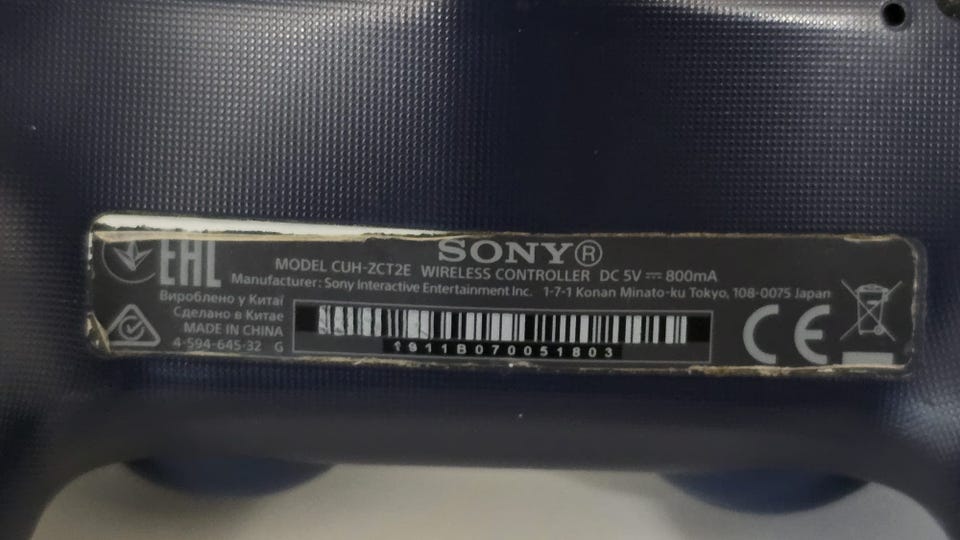 EAC
SONY®
MODEL CUH-ZCT2E WIRELESS CONTROLLER DC 5V ⎓ 800mA
Manufacturer: Sony Interactive Entertainment Inc. 1-7-1 Konan Minato-ku Tokyo, 108-0075 Japan
Вироблено у Китаї
Сделано в Китае
MADE IN CHINA
4-594-645-32 G
1911B070051803
CE